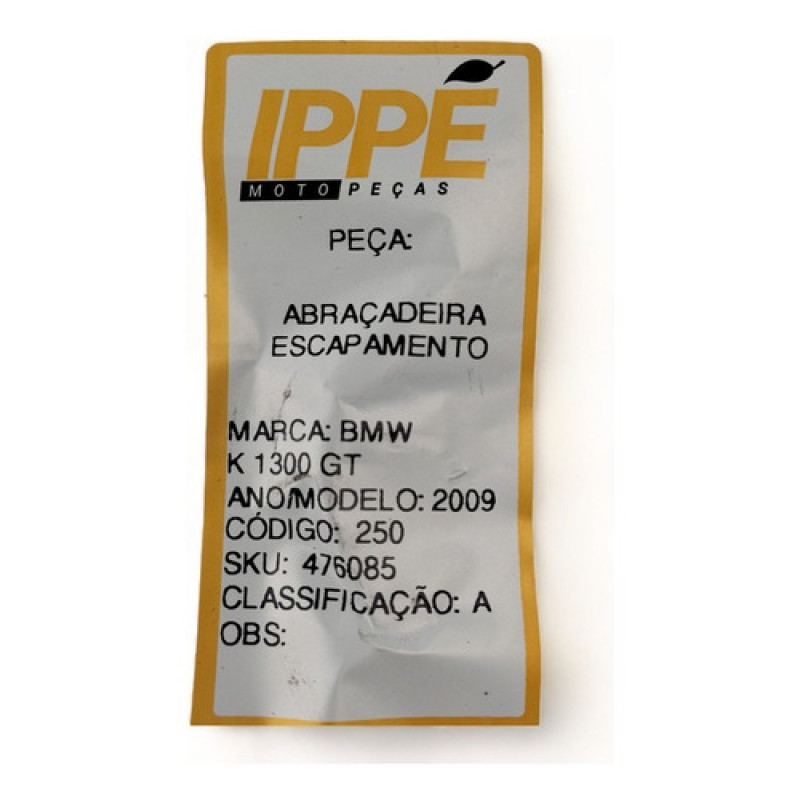 IPPÉ
MOTO PEÇAS
PEÇA:
ABRAÇADEIRA
ESCAPAMENTO
MARCA: BMW
K 1300 GT
ANO/MODELO: 2009
CÓDIGO: 250
SKU: 476085
CLASSIFICAÇÃO: A
OBS: